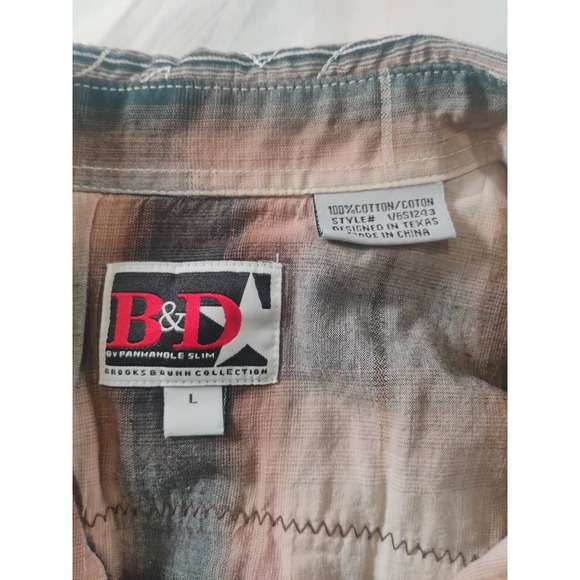 100%COTTON/COTON
STYLE# V6S1243
DESIGNED IN TEXAS
MADE IN CHINA
B&D
BY PANHANDLE SLIM
BROOKS & DUNN COLLECTION
L